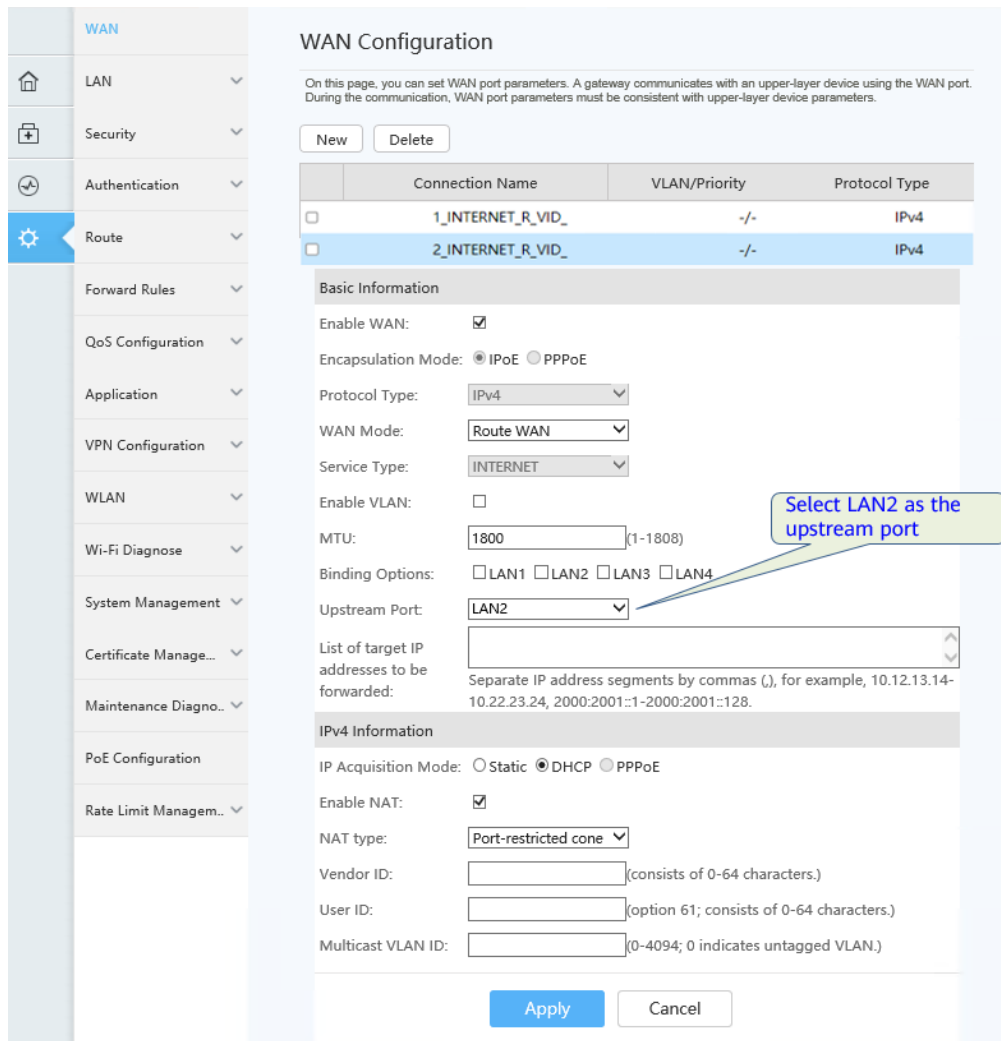 WAN
LAN
Security
Authentication
Route
Forward Rules
QoS Configuration
Application
VPN Configuration
WLAN
Wi-Fi Diagnose
System Management
Certificate Manage...
Maintenance Diagno..
PoE Configuration
Rate Limit Managem..
WAN Configuration
On this page, you can set WAN port parameters. A gateway communicates with an upper-layer device using the WAN port.
During the communication, WAN port parameters must be consistent with upper-layer device parameters.
New Delete
Connection Name VLAN/Priority Protocol Type
1_INTERNET_R_VID_ -/- IPv4
2_INTERNET_R_VID_ -/- IPv4
Basic Information
Enable WAN:
Encapsulation Mode: IPoE PPPoE
Protocol Type: IPv4
WAN Mode: Route WAN
Service Type: INTERNET
Enable VLAN:
Select LAN2 as the
upstream port
MTU: 1800 (1-1808)
Binding Options: LAN1 LAN2 LAN3 LAN4
Upstream Port: LAN2
List of target IP
addresses to be
forwarded:
Separate IP address segments by commas (,), for example, 10.12.13.14-
10.22.23.24, 2000:2001::1-2000:2001::128.
IPv4 Information
IP Acquisition Mode: Static DHCP PPPoE
Enable NAT:
NAT type: Port-restricted cone
Vendor ID: (consists of 0-64 characters.)
User ID: (option 61; consists of 0-64 characters.)
Multicast VLAN ID: (0-4094; 0 indicates untagged VLAN.)
Apply Cancel